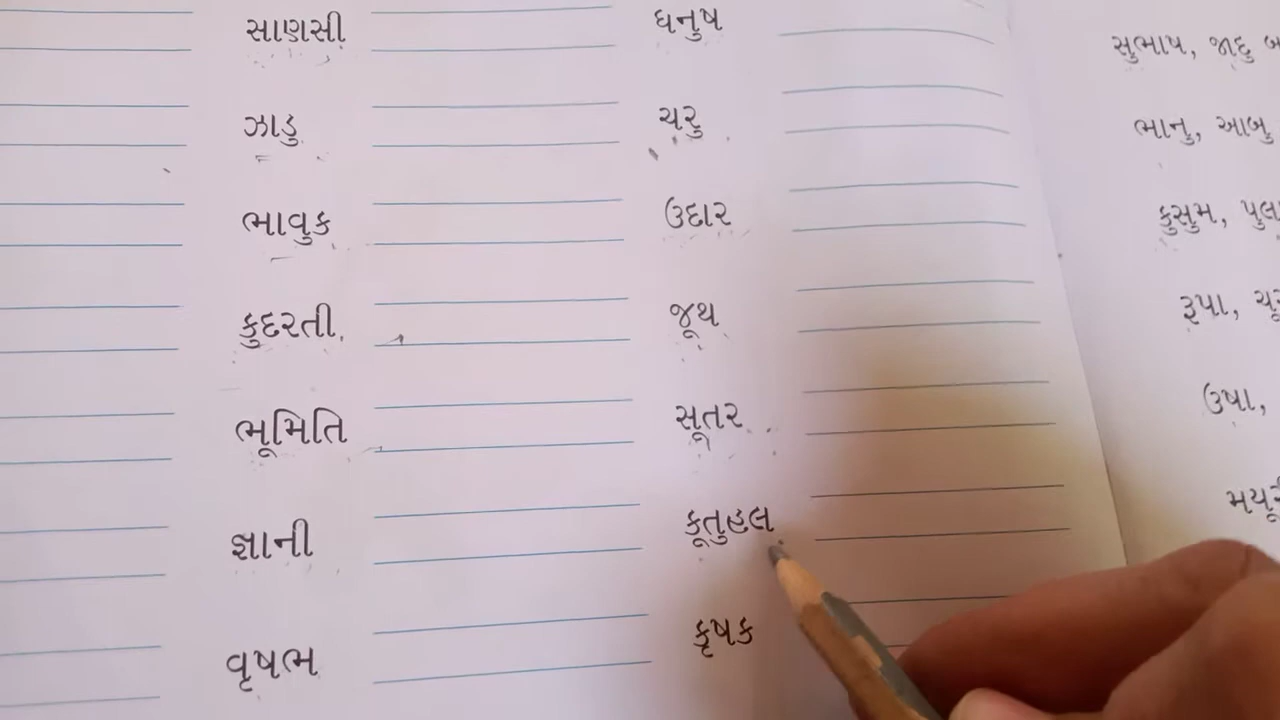 સાણસી ધનુષ
સુભાષ, જાદુ
ઝાડુ ચરુ
ભાનુ, આબુ
ભાવુક ઉદાર
કુસુમ,
કુદરતી જૂથ
રૂપા,
ભૂમિતિ સૂતર
ઉષા,
જ્ઞાની કૂતુહલ
વૃષભ કૃષક